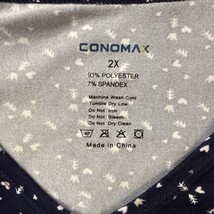 CONOMAX
2X
93% POLYESTER
7% SPANDEX
Machine Wash Cool
Tumble Dry Low
Do Not Iron
Do Not Bleach
Do Not Dry Clean
Made in China